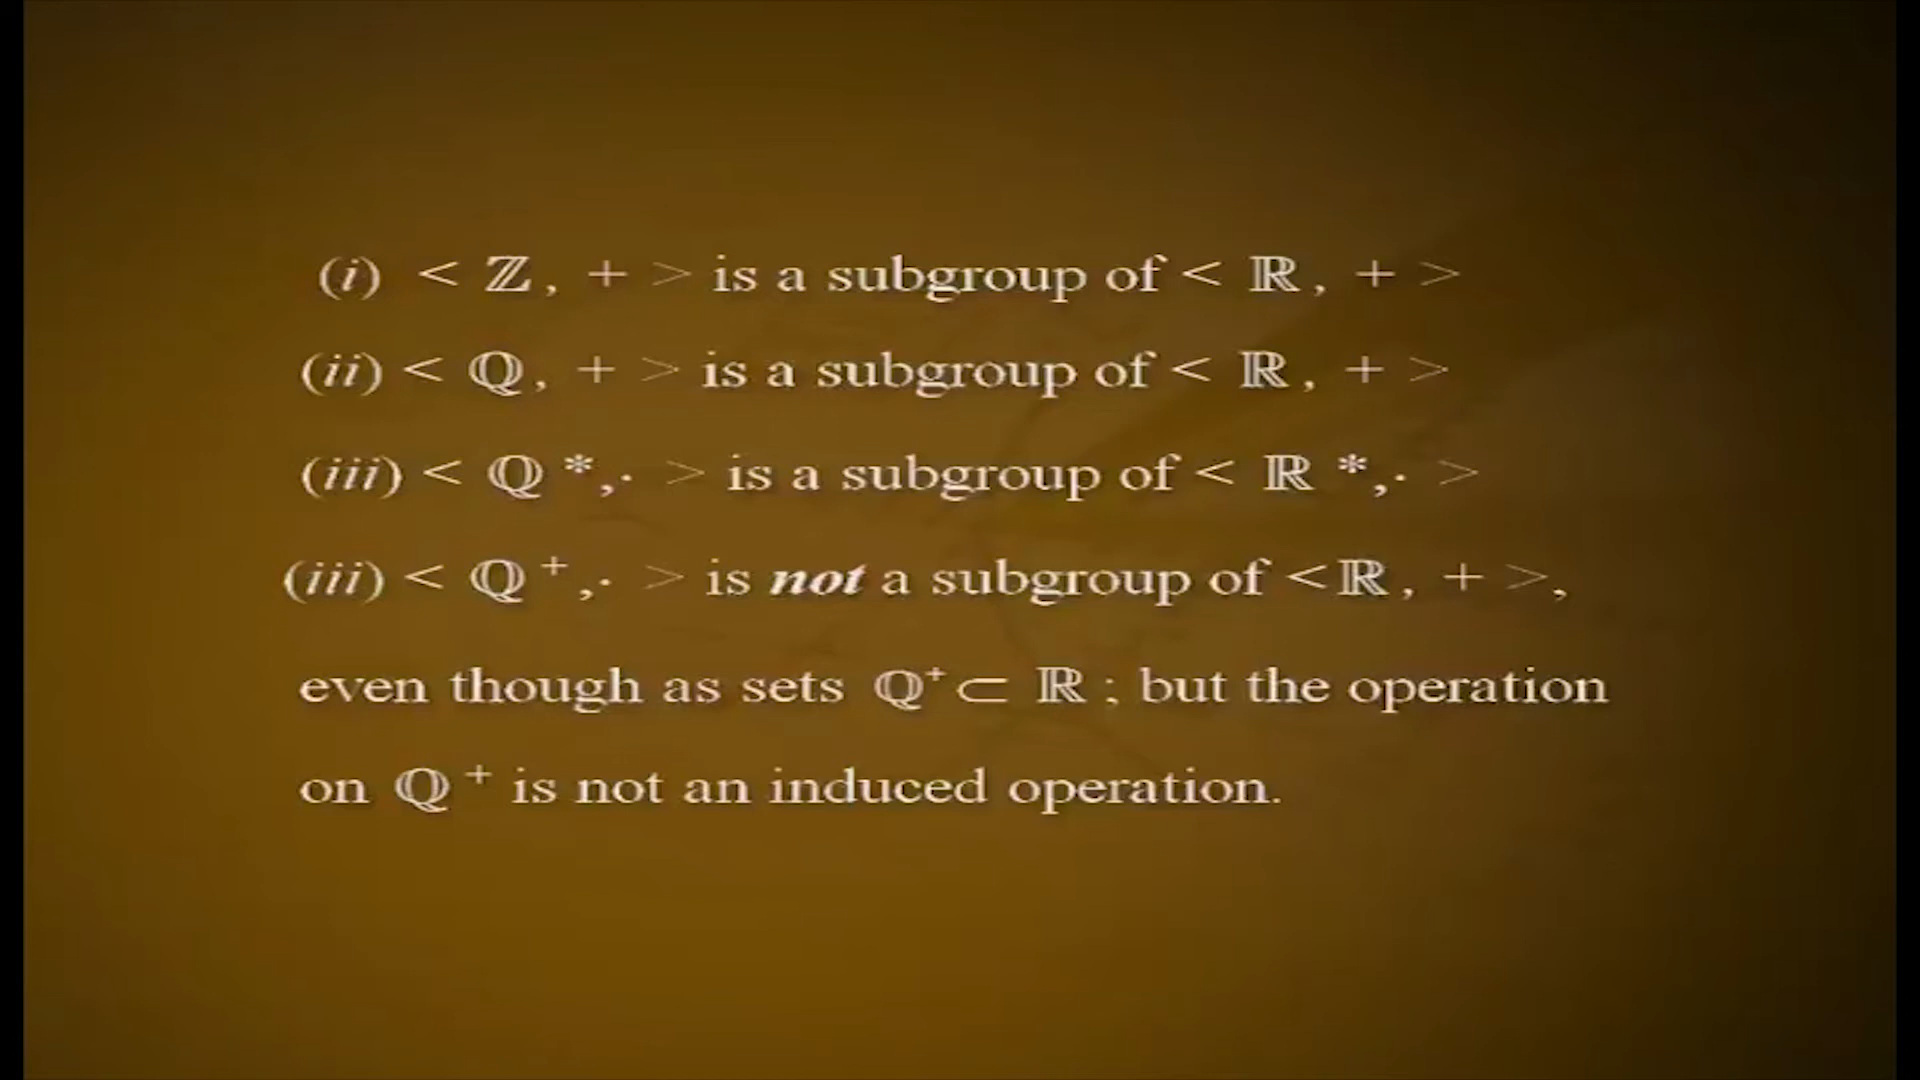 (i) < ℤ, + > is a subgroup of < ℝ, + >
(ii) < ℚ, + > is a subgroup of < ℝ, + >
(iii) < ℚ *,· > is a subgroup of < ℝ *,· >
(iii) < ℚ ⁺,· > is not a subgroup of < ℝ, + >,
even though as sets ℚ⁺ ⊂ ℝ ; but the operation
on ℚ ⁺ is not an induced operation.